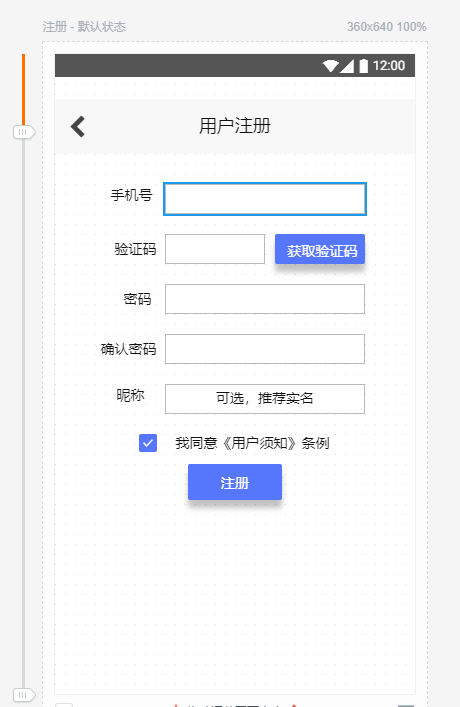 注册 - 默认状态 360x640 100%
12:00
用户注册
手机号
验证码 获取验证码
密码
确认密码
昵称 可选，推荐实名
我同意《用户须知》条例
注册